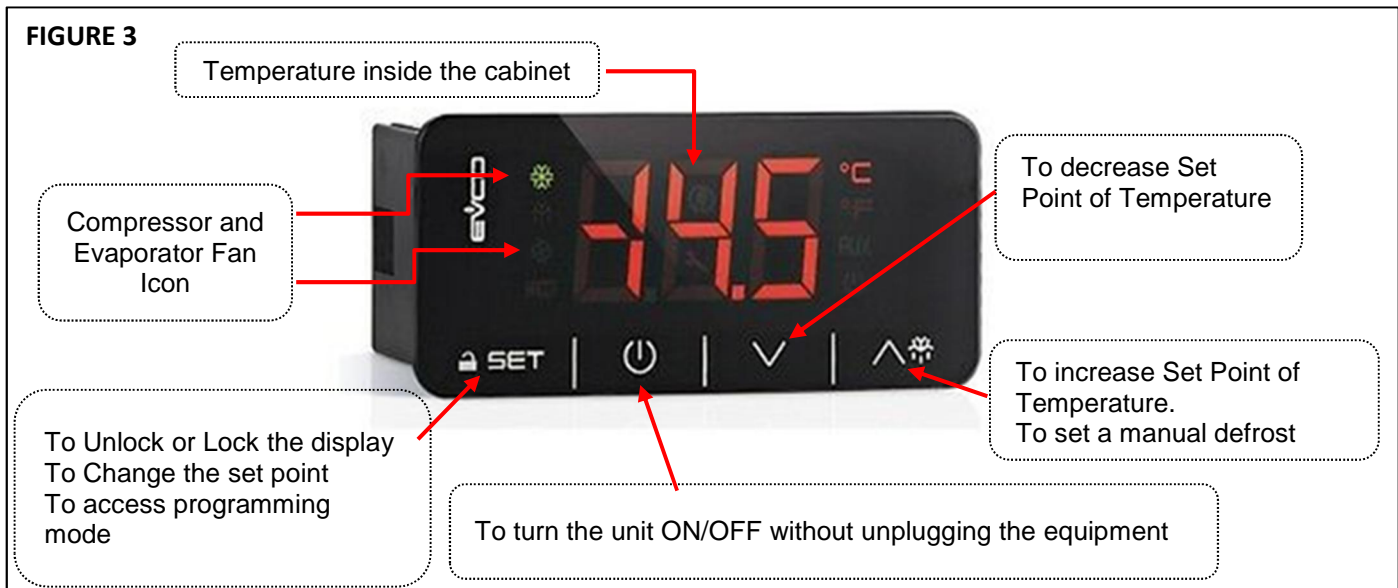 FIGURE 3
Temperature inside the cabinet
EVCO
-14.5
°C
°F
AUX
SET
Compressor and
Evaporator Fan
Icon
To decrease Set
Point of Temperature
To increase Set Point of
Temperature.
To set a manual defrost
To Unlock or Lock the display
To Change the set point
To access programming
mode
To turn the unit ON/OFF without unplugging the equipment